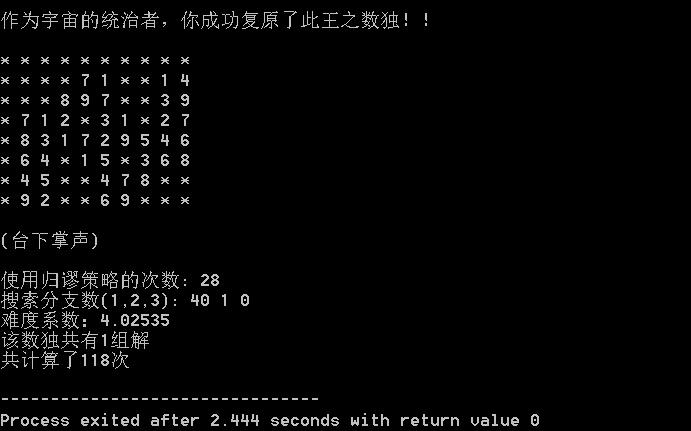 作为宇宙的统治者，你成功复原了此王之数独！！
* * * * * * * * * *
* * * * 7 1 * * 1 4
* * * 8 9 7 * * 3 9
* 7 1 2 * 3 1 * 2 7
* 8 3 1 7 2 9 5 4 6
* 6 4 * 1 5 * 3 6 8
* 4 5 * * 4 7 8 * *
* 9 2 * * 6 9 * * *
(台下掌声)
使用归谬策略的次数: 28
搜索分支数(1,2,3): 40 1 0
难度系数: 4.02535
该数独共有1组解
共计算了118次
--------------------------------
Process exited after 2.444 seconds with return value 0